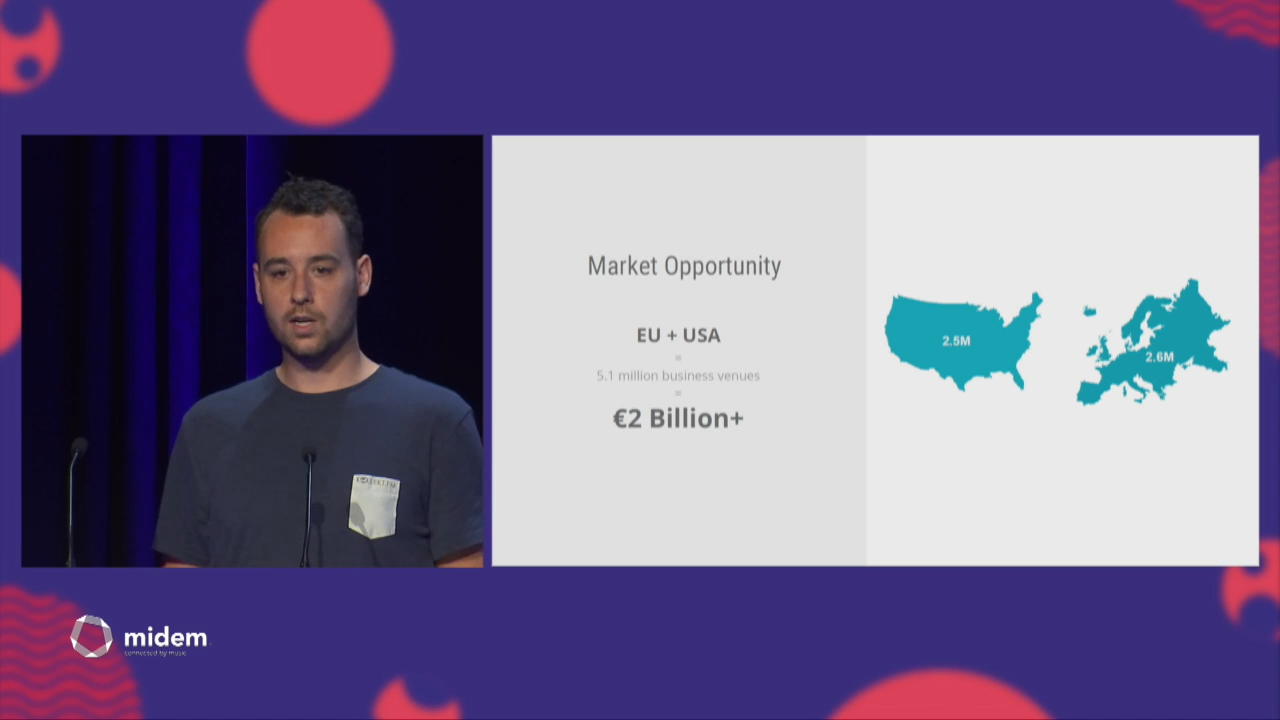 Market Opportunity
EU + USA
=
5.1 million business venues
=
€2 Billion+
2.5M
2.6M
midem
connected by music